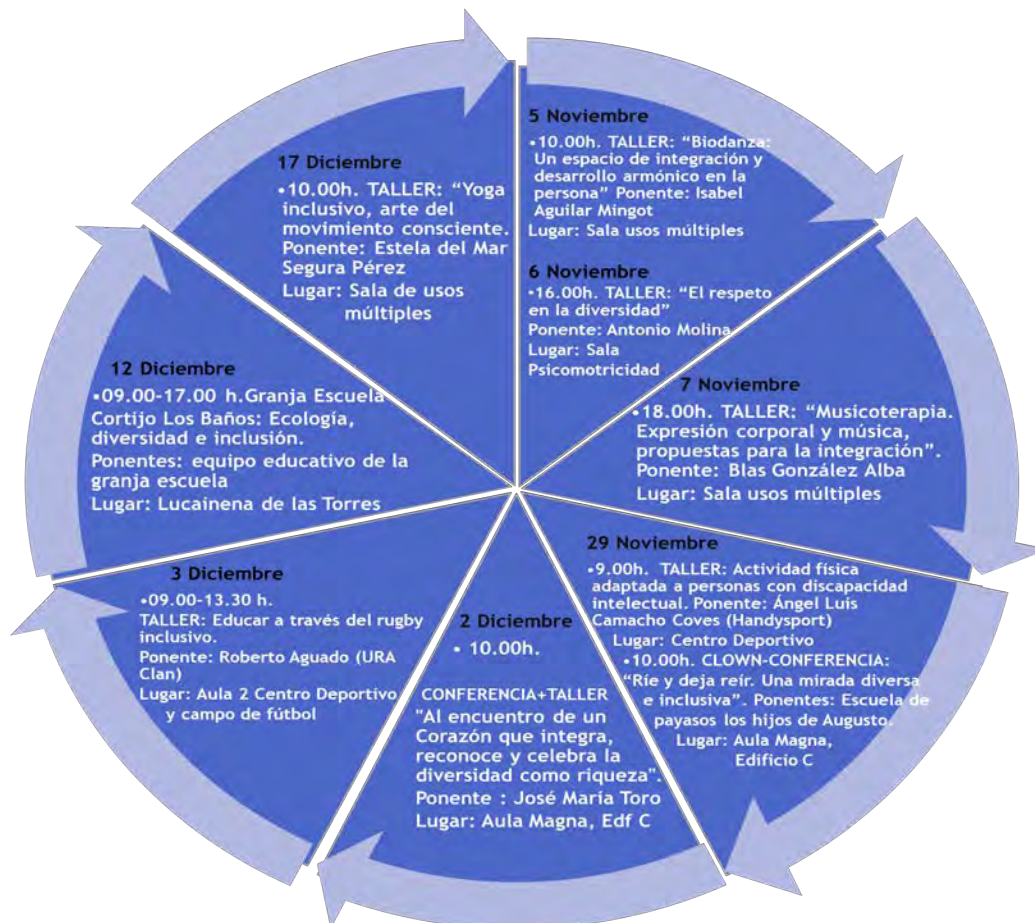 5 Noviembre
•10.00h. TALLER: “Biodanza:
Un espacio de integración y
desarrollo armónico en la
persona” Ponente: Isabel
Aguilar Mingot
Lugar: Sala usos múltiples
6 Noviembre
•16.00h. TALLER: “El respeto
en la diversidad”
Ponente: Antonio Molina
Lugar: Sala
Psicomotricidad
7 Noviembre
•18.00h. TALLER: “Musicoterapia.
Expresión corporal y música,
propuestas para la integración”.
Ponente: Blas González Alba
Lugar: Sala usos múltiples
29 Noviembre
•9.00h. TALLER: Actividad física
adaptada a personas con discapacidad
intelectual. Ponente: Ángel Luís
Camacho Coves (Handysport)
Lugar: Centro Deportivo
•10.00h. CLOWN-CONFERENCIA:
“Ríe y deja reír. Una mirada diversa
e inclusiva”. Ponentes: Escuela de
payasos los hijos de Augusto.
Lugar: Aula Magna,
Edificio C
2 Diciembre
• 10.00h.
CONFERENCIA+TALLER
"Al encuentro de un
Corazón que integra,
reconoce y celebra la
diversidad como riqueza".
Ponente : José María Toro
Lugar: Aula Magna, Edf C
3 Diciembre
•09.00-13.30 h.
TALLER: Educar a través del rugby
inclusivo.
Ponente: Roberto Aguado (URA
Clan)
Lugar: Aula 2 Centro Deportivo
y campo de fútbol
12 Diciembre
•09.00-17.00 h.Granja Escuela
Cortijo Los Baños: Ecología,
diversidad e inclusión.
Ponentes: equipo educativo de la
granja escuela
Lugar: Lucainena de las Torres
17 Diciembre
•10.00h. TALLER: “Yoga
inclusivo, arte del
movimiento consciente.
Ponente: Estela del Mar
Segura Pérez
Lugar: Sala de usos
múltiples